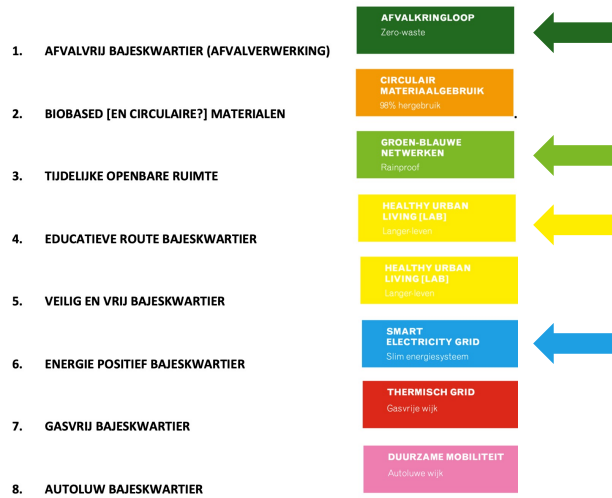 AFVALKRINGLOOP
Zero-waste
1. AFVALVRIJ BAJESKWARTIER (AFVALVERWERKING)
CIRCULAIR
MATERIAALGEBRUIK
98% hergebruik
2. BIOBASED [EN CIRCULAIRE?] MATERIALEN
.
GROEN-BLAUWE
NETWERKEN
Rainproof
3. TIJDELIJKE OPENBARE RUIMTE
HEALTHY URBAN
LIVING [LAB]
Langer leven
4. EDUCATIEVE ROUTE BAJESKWARTIER
HEALTHY URBAN
LIVING [LAB]
Langer leven
5. VEILIG EN VRIJ BAJESKWARTIER
SMART
ELECTRICITY GRID
Slim energiesysteem
6. ENERGIE POSITIEF BAJESKWARTIER
THERMISCH GRID
Gasvrije wijk
7. GASVRIJ BAJESKWARTIER
DUURZAME MOBILITEIT
Autoluwe wijk
8. AUTOLUW BAJESKWARTIER